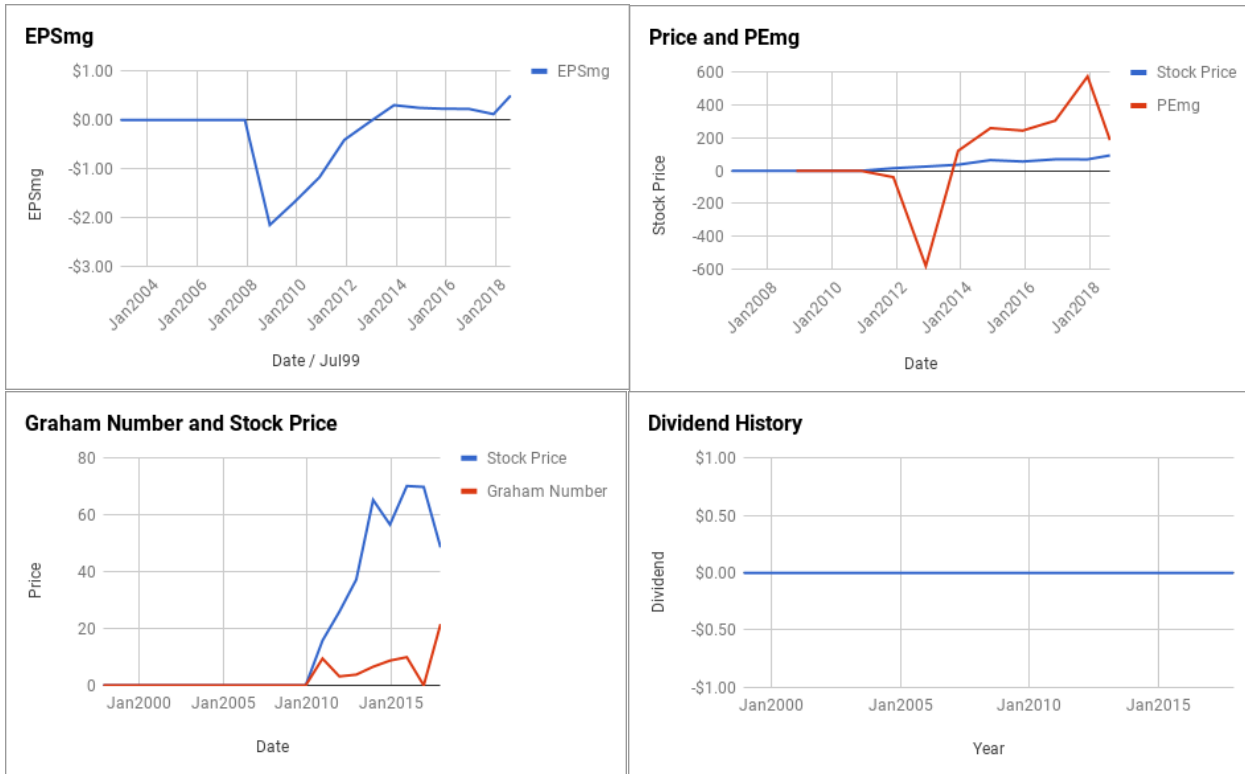 EPSmg
EPSmg
$1.00
$0.00
-$1.00
-$2.00
-$3.00
EPSmg
Jan2004
Jan2006
Jan2008
Jan2010
Jan2012
Jan2014
Jan2016
Jan2018
Date / Jul99
Price and PEmg
Stock Price
PEmg
600
400
200
0
-200
-400
-600
Stock Price
Jan2008
Jan2010
Jan2012
Jan2014
Jan2016
Jan2018
Date
Graham Number and Stock Price
Stock Price
Graham Number
80
60
40
20
0
Price
Jan2000
Jan2005
Jan2010
Jan2015
Date
Dividend History
$1.00
$0.50
$0.00
-$0.50
-$1.00
Dividend
Jan2000
Jan2005
Jan2010
Jan2015
Year